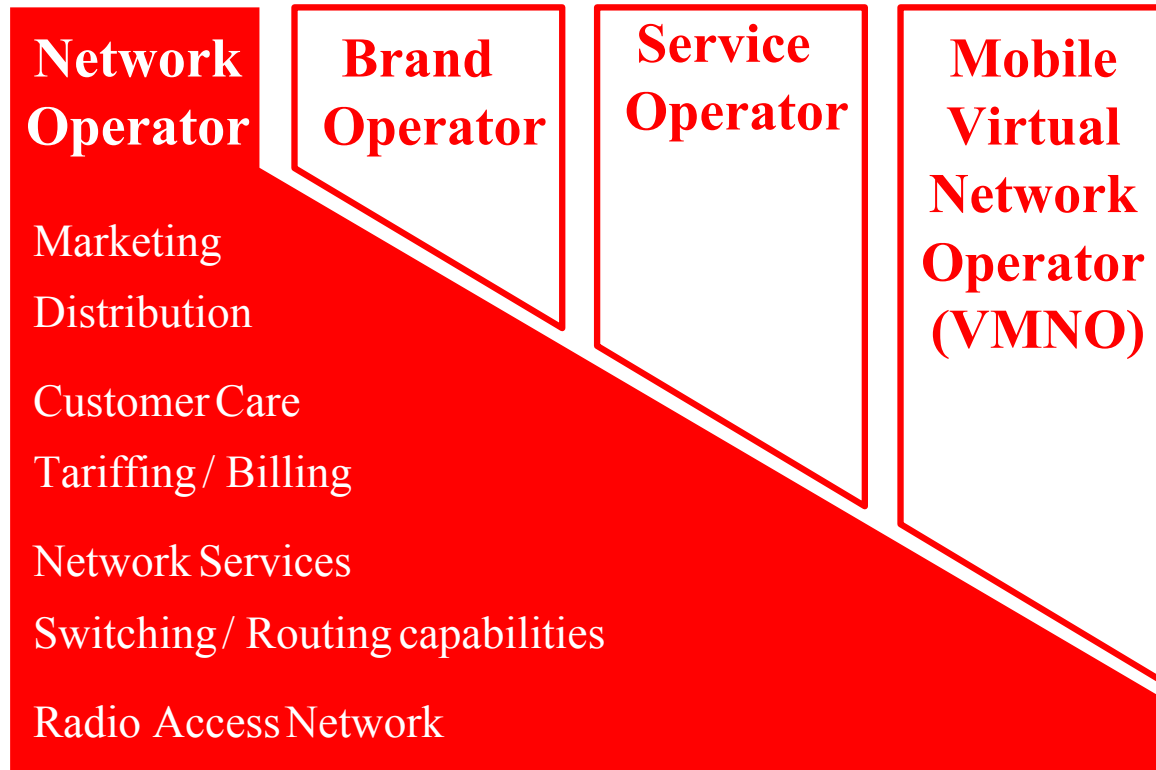 Network
Operator
Brand
Operator
Service
Operator
Mobile
Virtual
Network
Operator
(VMNO)
Marketing
Distribution
Customer Care
Tariffing / Billing
Network Services
Switching / Routing capabilities
Radio Access Network